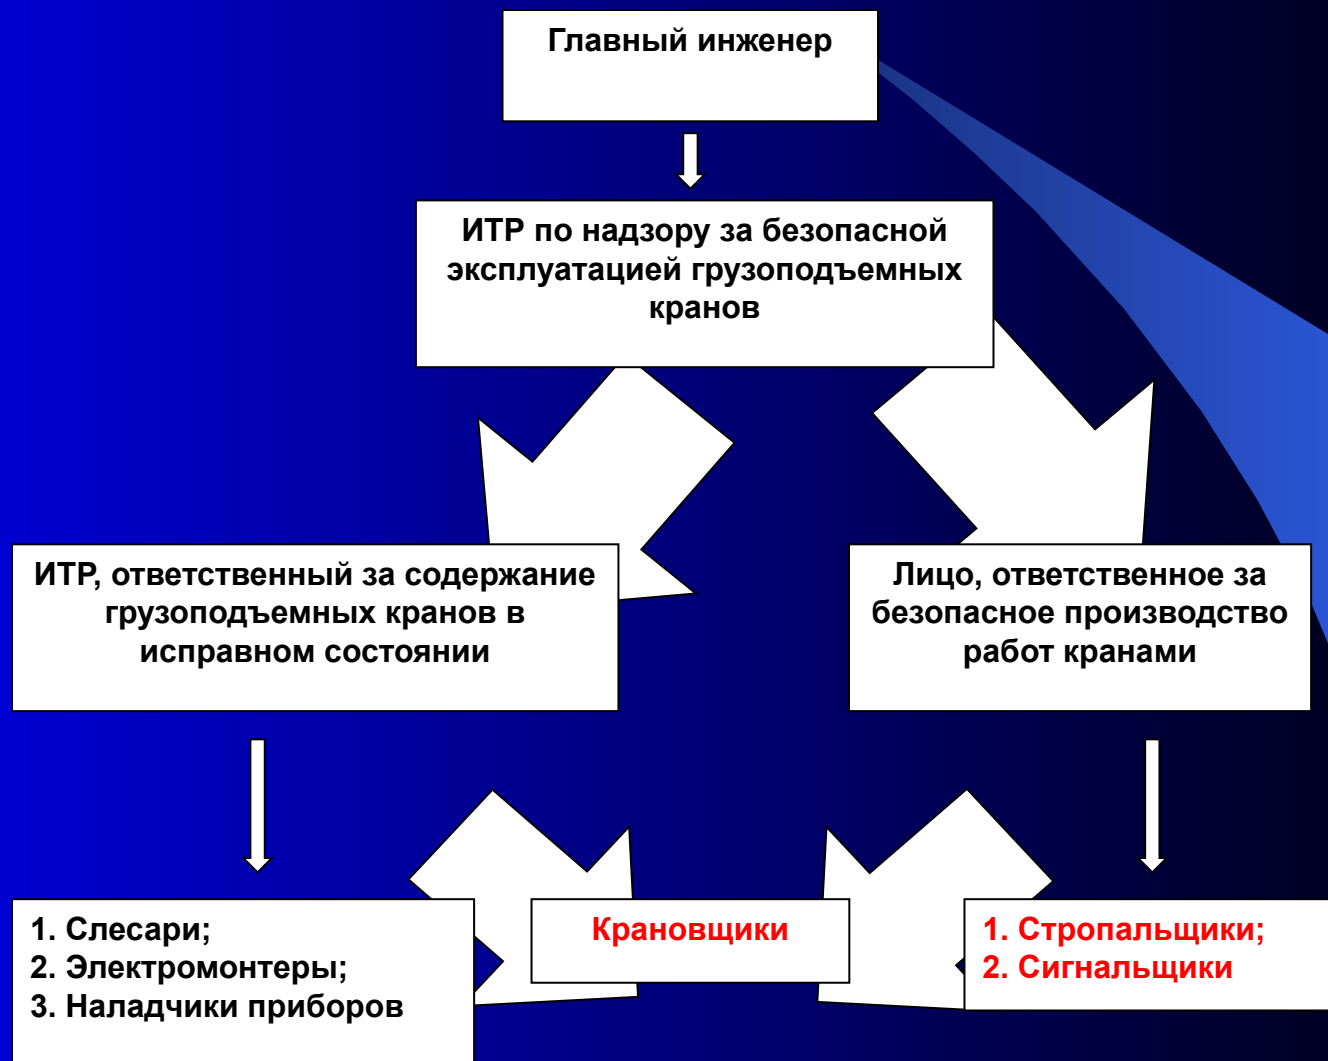 Главный инженер
ИТР по надзору за безопасной
эксплуатацией грузоподъемных
кранов
ИТР, ответственный за содержание
грузоподъемных кранов в
исправном состоянии
Лицо, ответственное за
безопасное производство
работ кранами
1. Слесари;
2. Электромонтеры;
3. Наладчики приборов
Крановщики
1. Стропальщики;
2. Сигнальщики